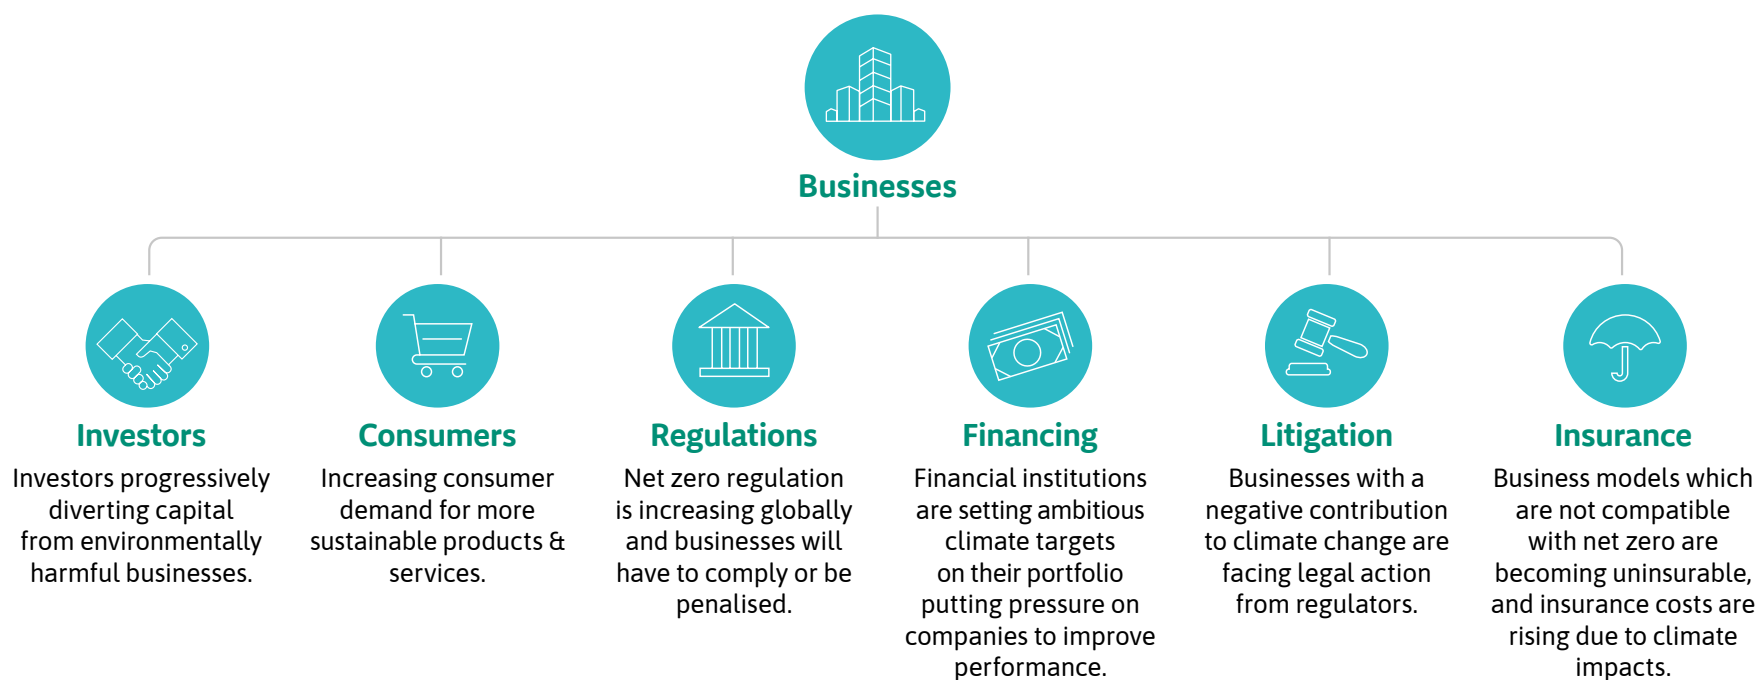 Businesses
Investors
Investors progressively
diverting capital
from environmentally
harmful businesses.
Consumers
Increasing consumer
demand for more
sustainable products &
services.
Regulations
Net zero regulation
is increasing globally
and businesses will
have to comply or be
penalised.
Financing
Financial institutions
are setting ambitious
climate targets
on their portfolio
putting pressure on
companies to improve
performance.
Litigation
Businesses with a
negative contribution
to climate change are
facing legal action
from regulators.
Insurance
Business models which
are not compatible
with net zero are
becoming uninsurable,
and insurance costs are
rising due to climate
impacts.